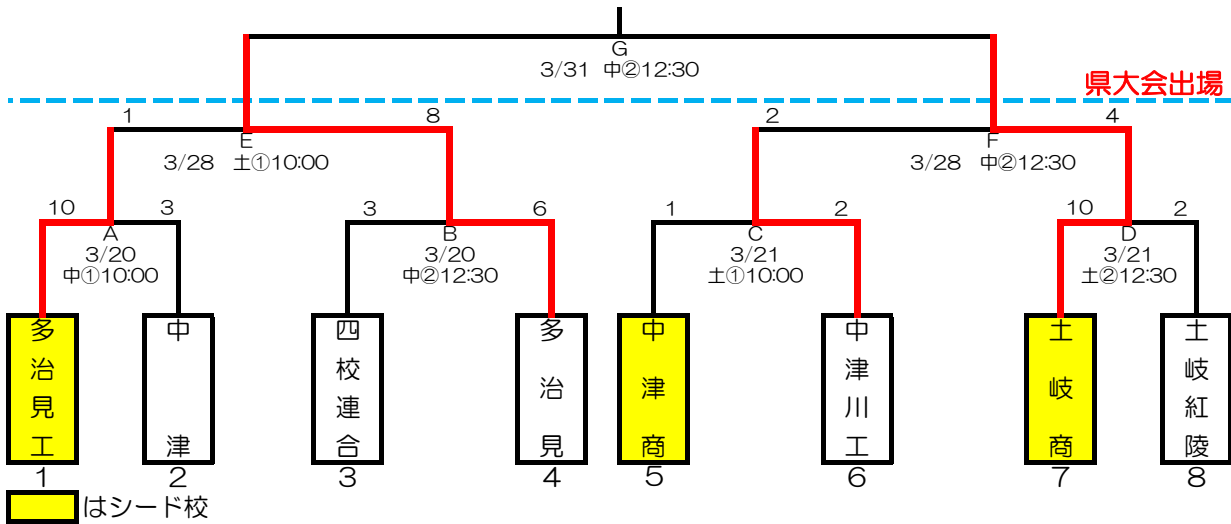 G
3/31 中②12:30
県大会出場
1 8 2 4
E F
3/28 土①10:00 3/28 中②12:30
10 3 3 6 1 2 10 2
A B C D
3/20 3/20 3/21 3/21
中①10:00 中②12:30 土①10:00 土②12:30
多治見工
中津
四校連合
多治見
中津商
中津川工
土岐商
土岐紅陵
1 2 3 4 5 6 7 8
はシード校